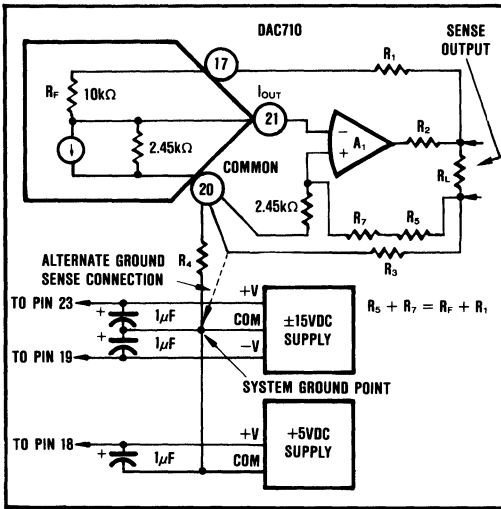 DAC710
SENSE
OUTPUT
17
R1
RF
10kΩ
IOUT
21
−
+
A1
R2
RL
2.45kΩ
COMMON
20
2.45kΩ
R7
R5
R3
ALTERNATE GROUND
SENSE CONNECTION
R4
TO PIN 23
+V
+
1μF
COM
±15VDC
SUPPLY
R5 + R7 = RF + R1
+
1μF
−V
TO PIN 19
SYSTEM GROUND POINT
TO PIN 18
+V
+5VDC
SUPPLY
+
1μF
COM